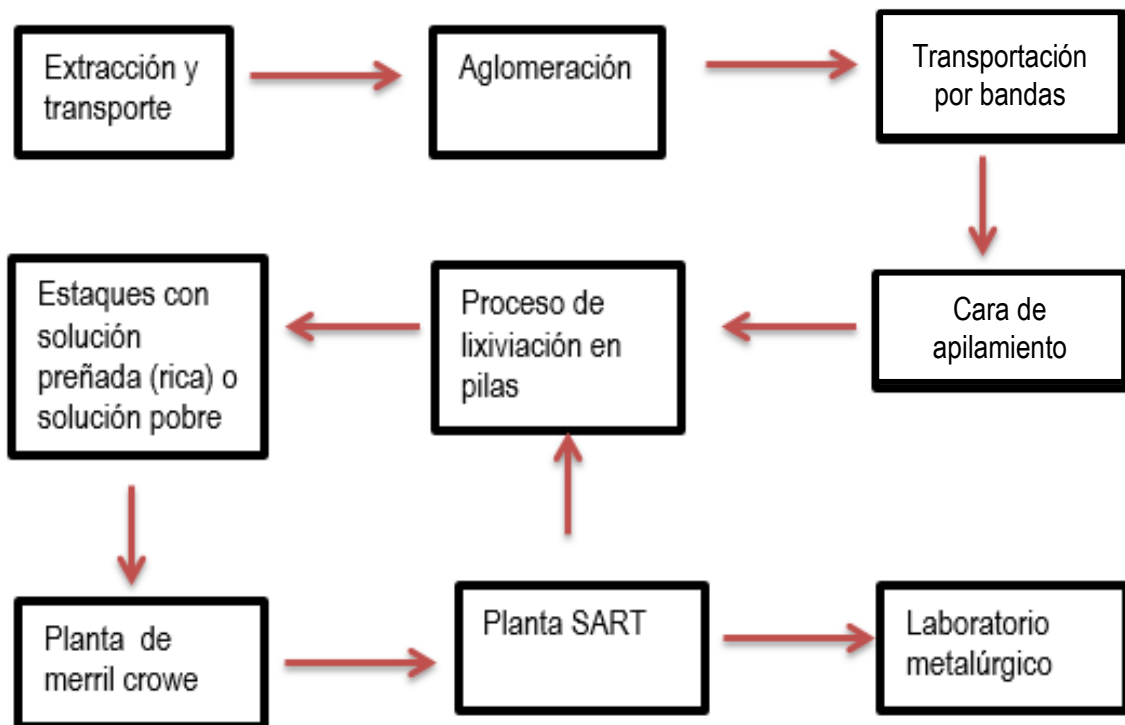 Extracción y
transporte
Aglomeración
Transportación
por bandas
Cara de
apilamiento
Proceso de
lixiviación en
pilas
Estaques con
solución
preñada (rica) o
solución pobre
Planta de
merril crowe
Planta SART
Laboratorio
metalúrgico